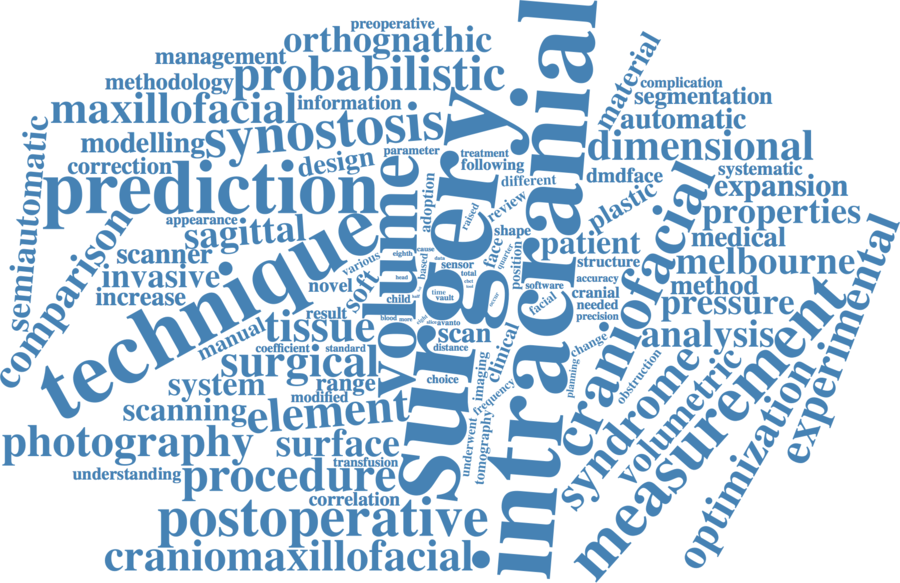 preoperative
orthognathic
management
probabilistic
methodology
information
maxillofacial
synostosis
modelling
design
correction
parameter
semiautomatic
prediction
appearance
sagittal
comparison
scanner
invasive
increase
technique
various
novel
soft
child
result
manual
tissue
coefficient
standard
surgical
system
range
modified
scanning
element
photography
surface
understanding
procedure
transfusion
correlation
postoperative
craniomaxillofacial
volume
surgery
intracranial
adoption
treatment
following
different
review
raised
shape
face
quarter
position
eighth
cause
based
data
sensor
total
head
time
vault
occur
software
facial
blood
more
eight
avanto
scan
distance
choice
clinical
imaging
frequency
underwent
tomography
material
complication
segmentation
automatic
dimensional
dmdface
systematic
plastic
expansion
properties
patient
structure
medical
melbourne
accuracy
cranial
needed
precision
method
pressure
craniofacial
analysis
change
planning
obstruction
syndrome
volumetric
measurement
optimization
experimental